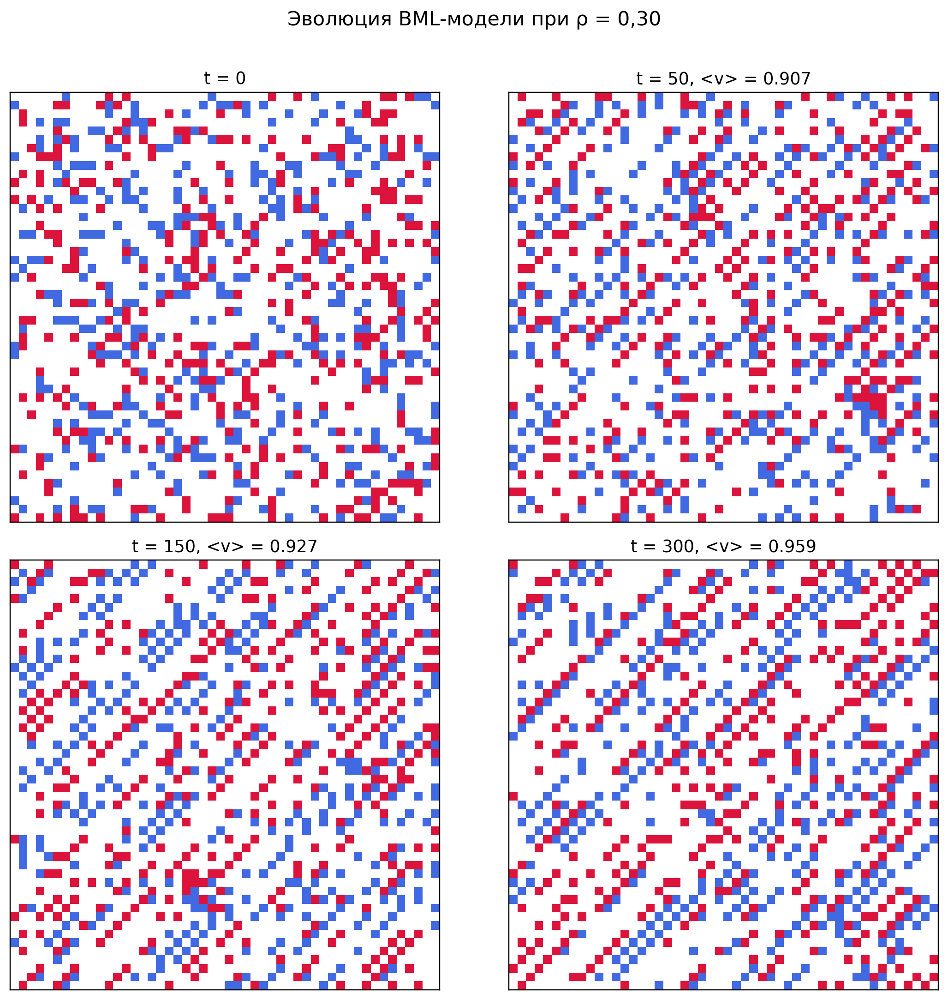 Эволюция BML-модели при ρ = 0,30
t = 0
t = 50, <v> = 0.907
t = 150, <v> = 0.927
t = 300, <v> = 0.959